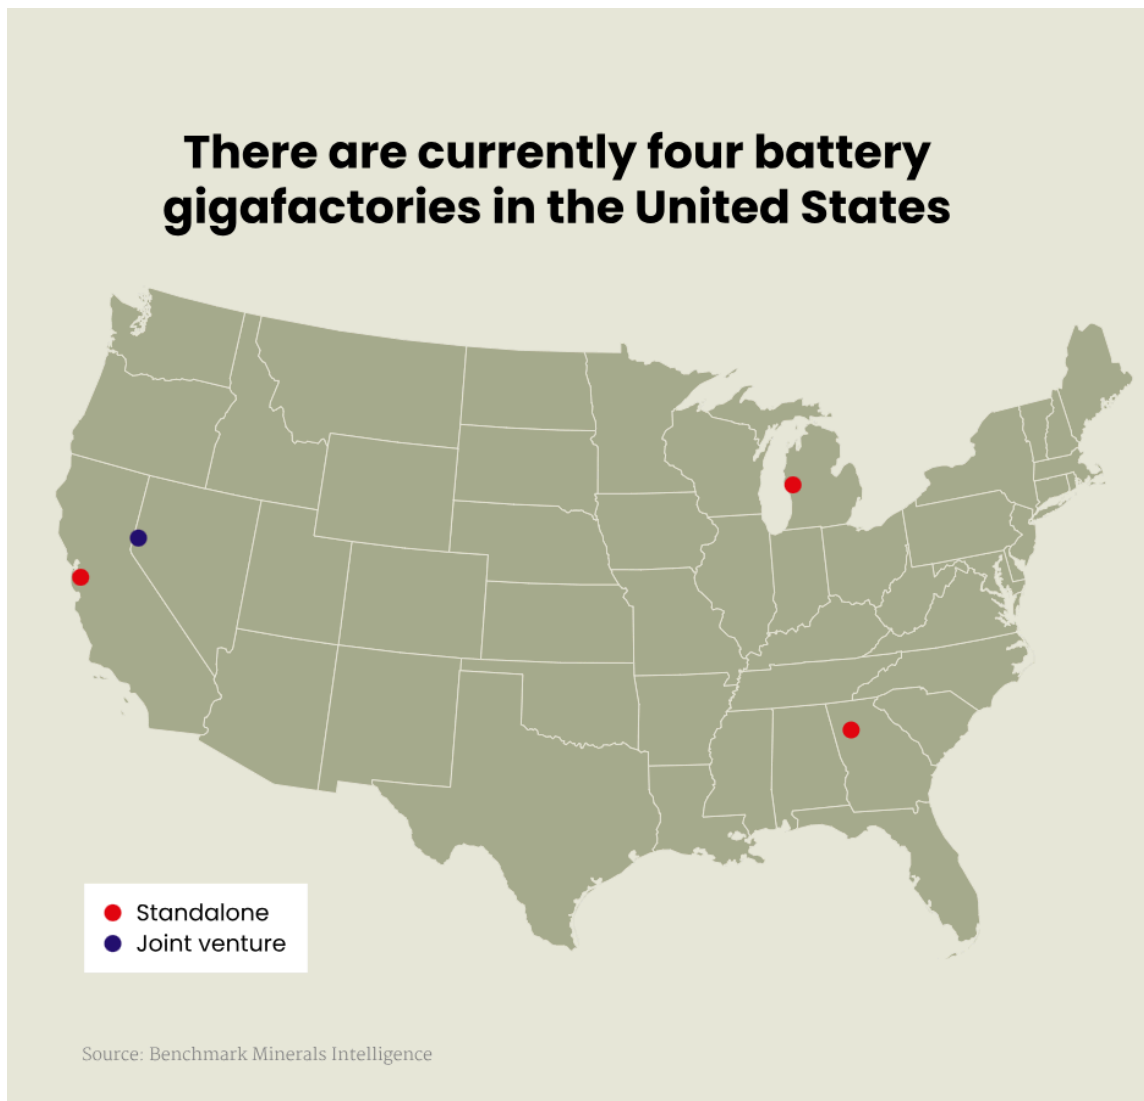 There are currently four battery
gigafactories in the United States
Standalone
Joint venture
Source: Benchmark Minerals Intelligence